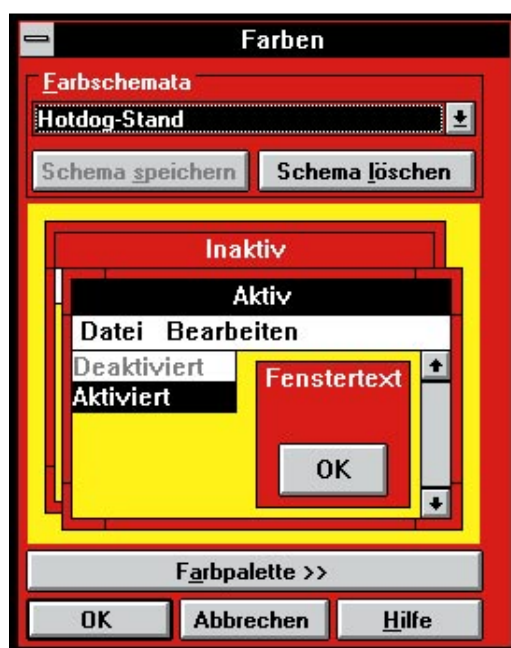 Farben
Farbschemata
Hotdog-Stand
Schema speichern Schema löschen
Inaktiv
Aktiv
Datei Bearbeiten
Deaktiviert
Fenstertext
Aktiviert
OK
Farbpalette >>
OK Abbrechen Hilfe